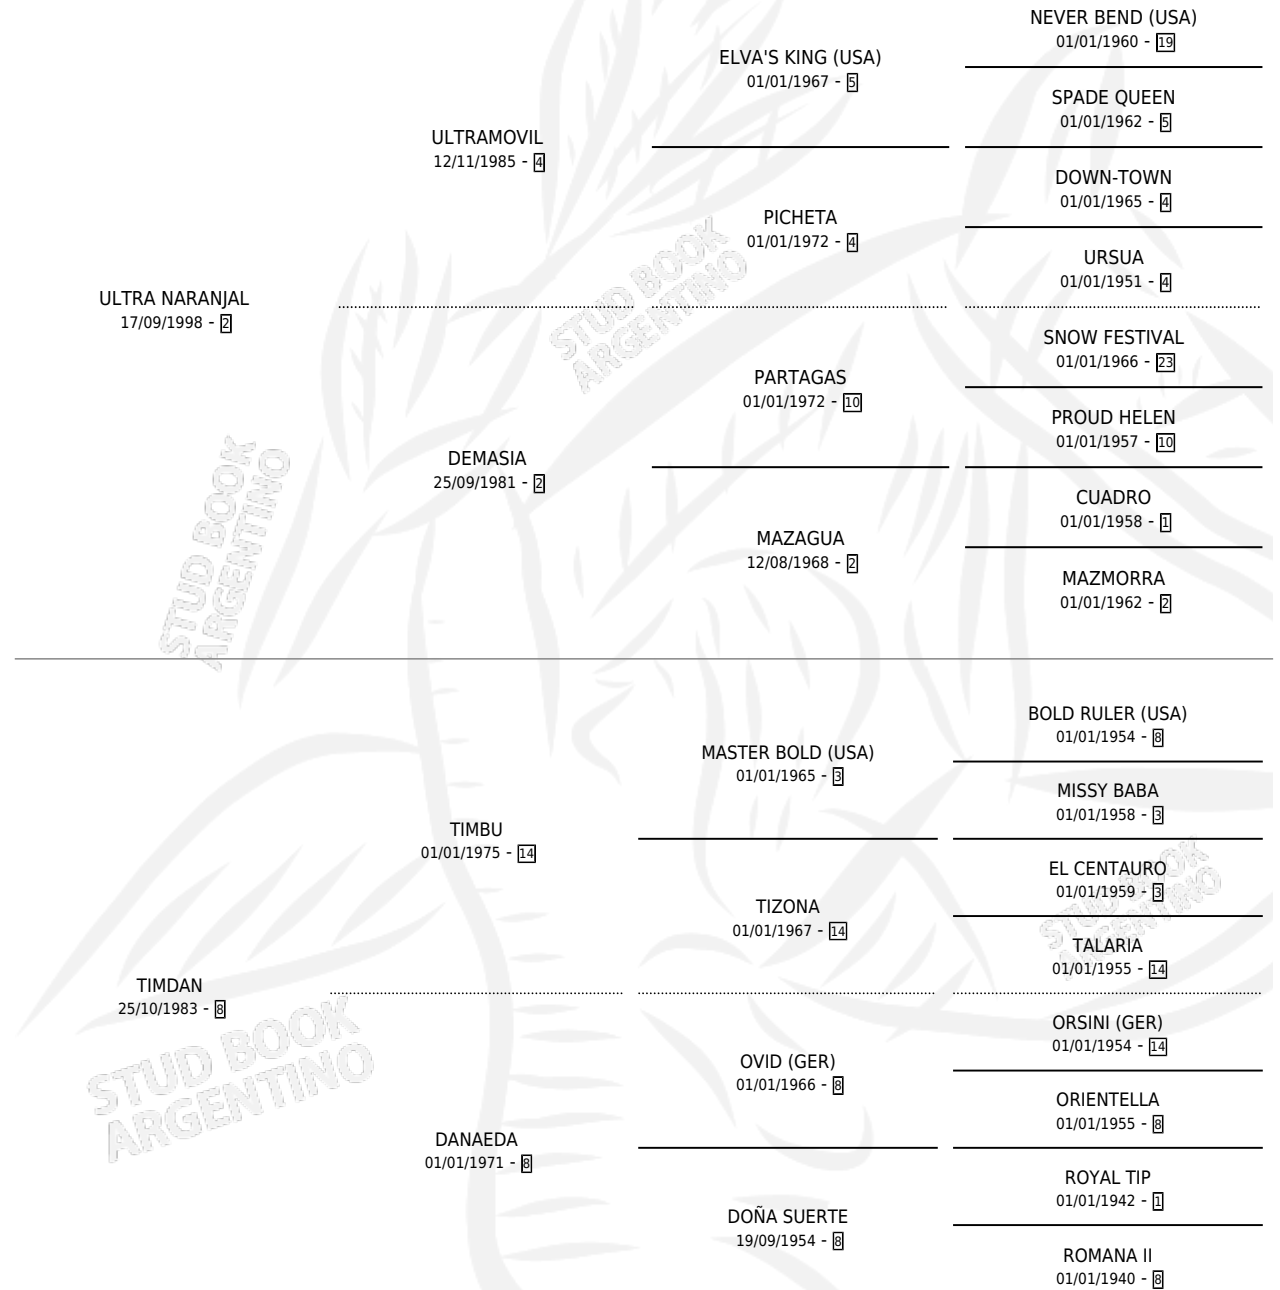 NEVER BEND (USA)
01/01/1960 - 19
ELVA'S KING (USA)
01/01/1967 - 5
SPADE QUEEN
01/01/1962 - 5
ULTRAMOVIL
12/11/1985 - 4
DOWN-TOWN
01/01/1965 - 4
PICHETA
01/01/1972 - 4
URSUA
01/01/1951 - 4
ULTRA NARANJAL
17/09/1998 - 2
SNOW FESTIVAL
01/01/1966 - 23
PARTAGAS
01/01/1972 - 10
PROUD HELEN
01/01/1957 - 10
DEMASIA
25/09/1981 - 2
CUADRO
01/01/1958 - 1
MAZAGUA
12/08/1968 - 2
MAZMORRA
01/01/1962 - 2
BOLD RULER (USA)
01/01/1954 - 8
MASTER BOLD (USA)
01/01/1965 - 3
MISSY BABA
01/01/1958 - 3
TIMBU
01/01/1975 - 14
EL CENTAURO
01/01/1959 - 3
TIZONA
01/01/1967 - 14
TALARIA
01/01/1955 - 14
TIMDAN
25/10/1983 - 8
ORSINI (GER)
01/01/1954 - 14
OVID (GER)
01/01/1966 - 8
ORIENTELLA
01/01/1955 - 8
DANAEDA
01/01/1971 - 8
ROYAL TIP
01/01/1942 - 1
DOÑA SUERTE
19/09/1954 - 8
ROMANA II
01/01/1940 - 8
STUD BOOK
ARGENTINO
STUD BOOK
ARGENTINO
STUD BOOK
ARGENTINO
STUD BOOK
ARGENTINO